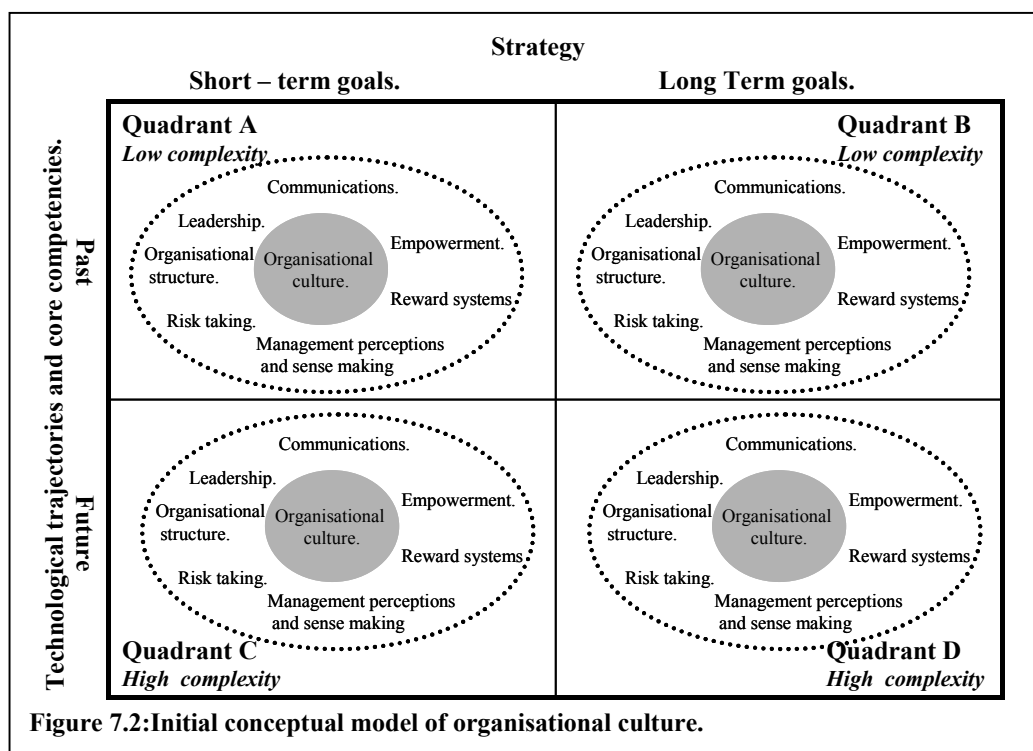 Strategy
Short – term goals.
Long Term goals.
Technological trajectories and core competencies.
Past
Future
Quadrant A
Low complexity
Communications.
Leadership.
Organisational
structure.
Organisational
culture.
Empowerment.
Reward systems
Risk taking.
Management perceptions
and sense making
Quadrant B
Low complexity
Communications.
Leadership.
Organisational
structure.
Organisational
culture.
Empowerment.
Reward systems
Risk taking.
Management perceptions
and sense making
Communications.
Leadership.
Organisational
structure.
Organisational
culture.
Empowerment.
Reward systems
Risk taking.
Management perceptions
and sense making
Quadrant C
High complexity
Communications.
Leadership.
Organisational
structure.
Organisational
culture.
Empowerment.
Reward systems
Risk taking.
Management perceptions
and sense making
Quadrant D
High complexity
Figure 7.2:Initial conceptual model of organisational culture.